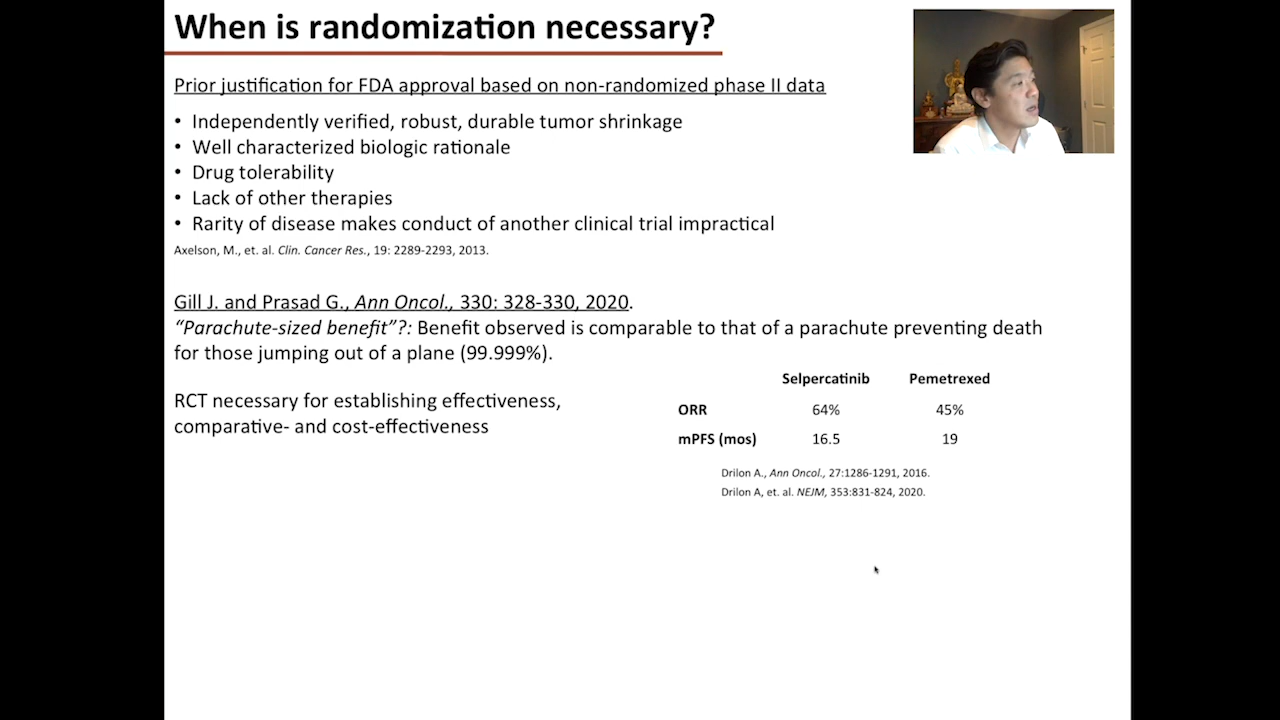 When is randomization necessary?
Prior justification for FDA approval based on non-randomized phase II data
• Independently verified, robust, durable tumor shrinkage
• Well characterized biologic rationale
• Drug tolerability
• Lack of other therapies
• Rarity of disease makes conduct of another clinical trial impractical
Axelson, M., et. al. Clin. Cancer Res., 19: 2289-2293, 2013.
Gill J. and Prasad G., Ann Oncol., 330: 328-330, 2020.
“Parachute-sized benefit”?: Benefit observed is comparable to that of a parachute preventing death
for those jumping out of a plane (99.999%).
RCT necessary for establishing effectiveness,
comparative- and cost-effectiveness
Selpercatinib Pemetrexed
ORR 64% 45%
mPFS (mos) 16.5 19
Drilon A., Ann Oncol., 27:1286-1291, 2016.
Drilon A, et. al. NEJM, 353:831-824, 2020.